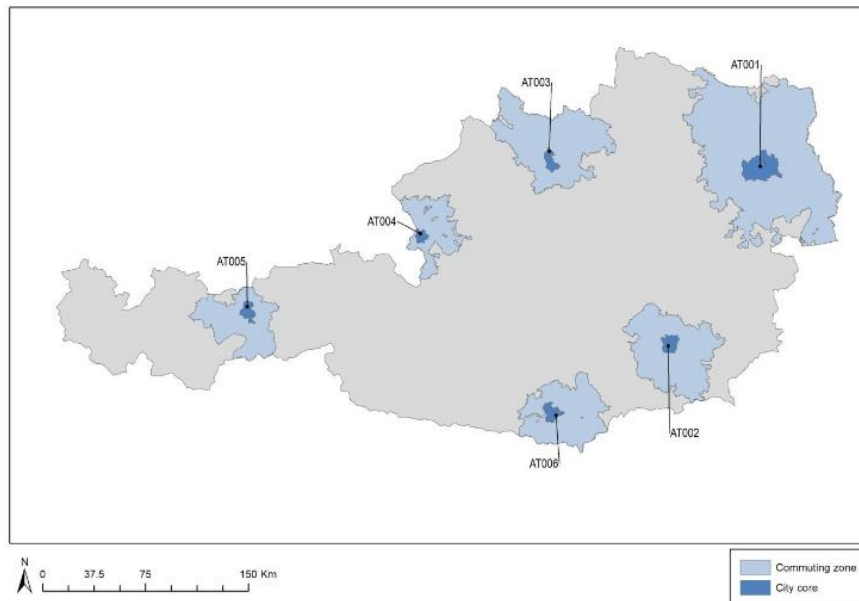 AT001
AT003
AT004
AT005
AT002
AT006
N
0 37.5 75 150 Km
Commuting zone
City core